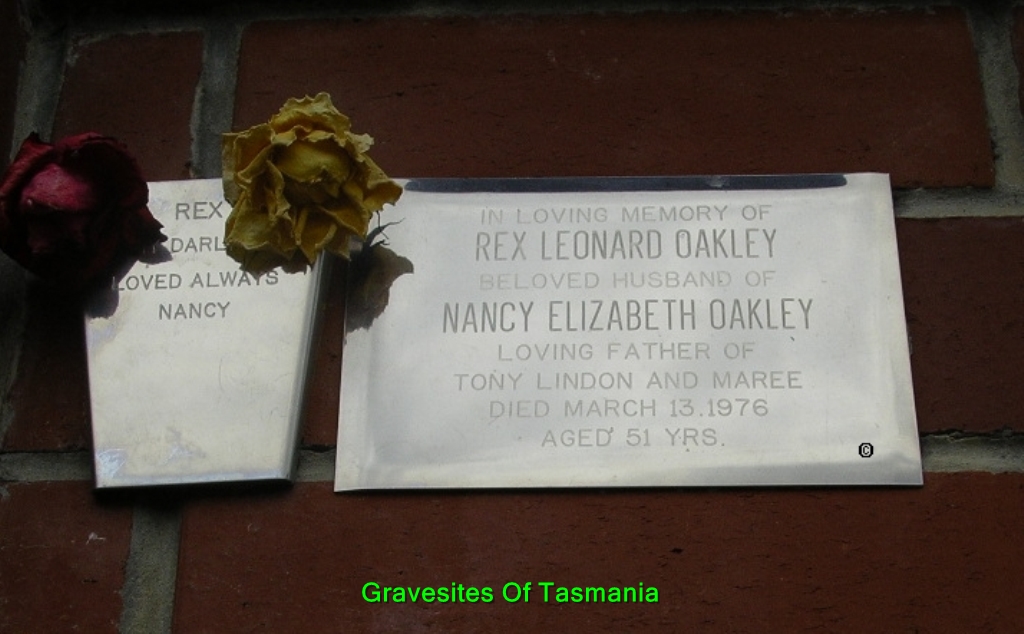 REX
DARL
LOVED ALWAYS
NANCY
IN LOVING MEMORY OF
REX LEONARD OAKLEY
BELOVED HUSBAND OF
NANCY ELIZABETH OAKLEY
LOVING FATHER OF
TONY LINDON AND MAREE
DIED MARCH 13.1976
AGED 51 YRS.
©
Gravesites Of Tasmania